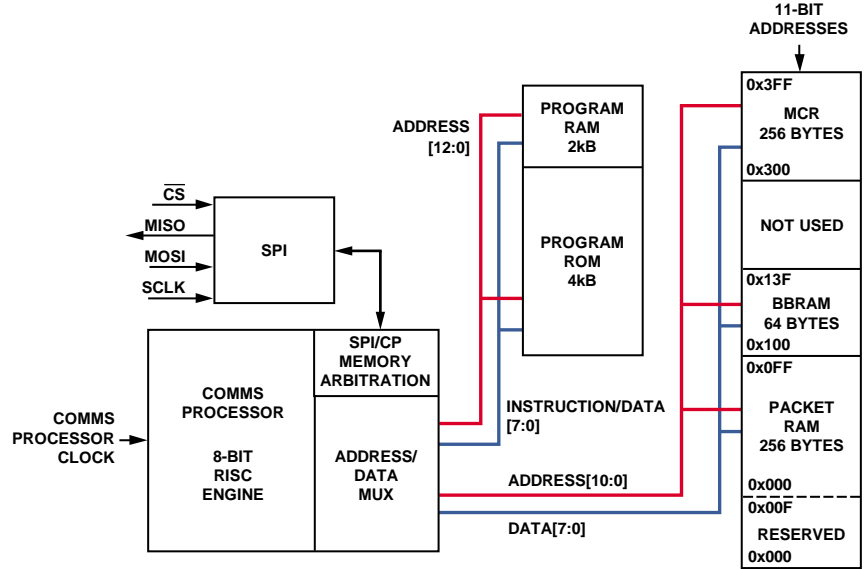 11-BIT
ADDRESSES
0x3FF
MCR
256 BYTES
0x300
NOT USED
0x13F
BBRAM
64 BYTES
0x100
0x0FF
PACKET
RAM
256 BYTES
0x000
0x00F
RESERVED
0x000
PROGRAM
RAM
2kB
PROGRAM
ROM
4kB
ADDRESS
[12:0]
CS
MISO
MOSI
SCLK
SPI
SPI/CP
MEMORY
ARBITRATION
COMMS
PROCESSOR
8-BIT
RISC
ENGINE
ADDRESS/
DATA
MUX
COMMS
PROCESSOR
CLOCK
INSTRUCTION/DATA
[7:0]
ADDRESS[10:0]
DATA[7:0]